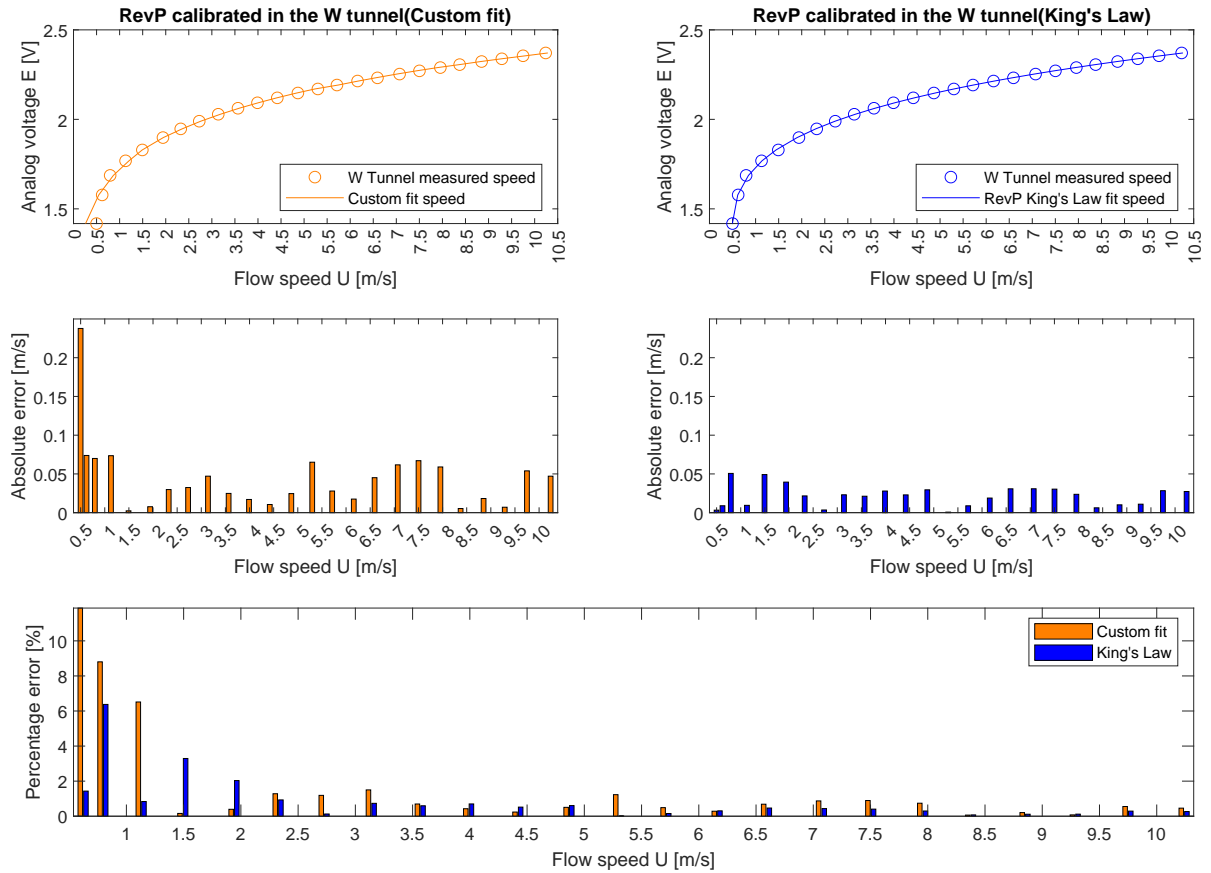 RevP calibrated in the W tunnel(Custom fit)
Analog voltage E [V]
2.5
2
1.5
W Tunnel measured speed
Custom fit speed
0 0.5 1 1.5 2 2.5 3 3.5 4 4.5 5 5.5 6 6.5 7 7.5 8 8.5 9 9.5 10 10.5
Flow speed U [m/s]
RevP calibrated in the W tunnel(King's Law)
Analog voltage E [V]
2.5
2
1.5
W Tunnel measured speed
RevP King's Law fit speed
0 0.5 1 1.5 2 2.5 3 3.5 4 4.5 5 5.5 6 6.5 7 7.5 8 8.5 9 9.5 10 10.5
Flow speed U [m/s]
Absolute error [m/s]
0.2
0.15
0.1
0.05
0
0.5 1 1.5 2 2.5 3 3.5 4 4.5 5 5.5 6 6.5 7 7.5 8 8.5 9 9.5 10
Flow speed U [m/s]
Absolute error [m/s]
0.2
0.15
0.1
0.05
0
0.5 1 1.5 2 2.5 3 3.5 4 4.5 5 5.5 6 6.5 7 7.5 8 8.5 9 9.5 10
Flow speed U [m/s]
Percentage error [%]
10
8
6
4
2
0
Custom fit
King's Law
1 1.5 2 2.5 3 3.5 4 4.5 5 5.5 6 6.5 7 7.5 8 8.5 9 9.5 10
Flow speed U [m/s]